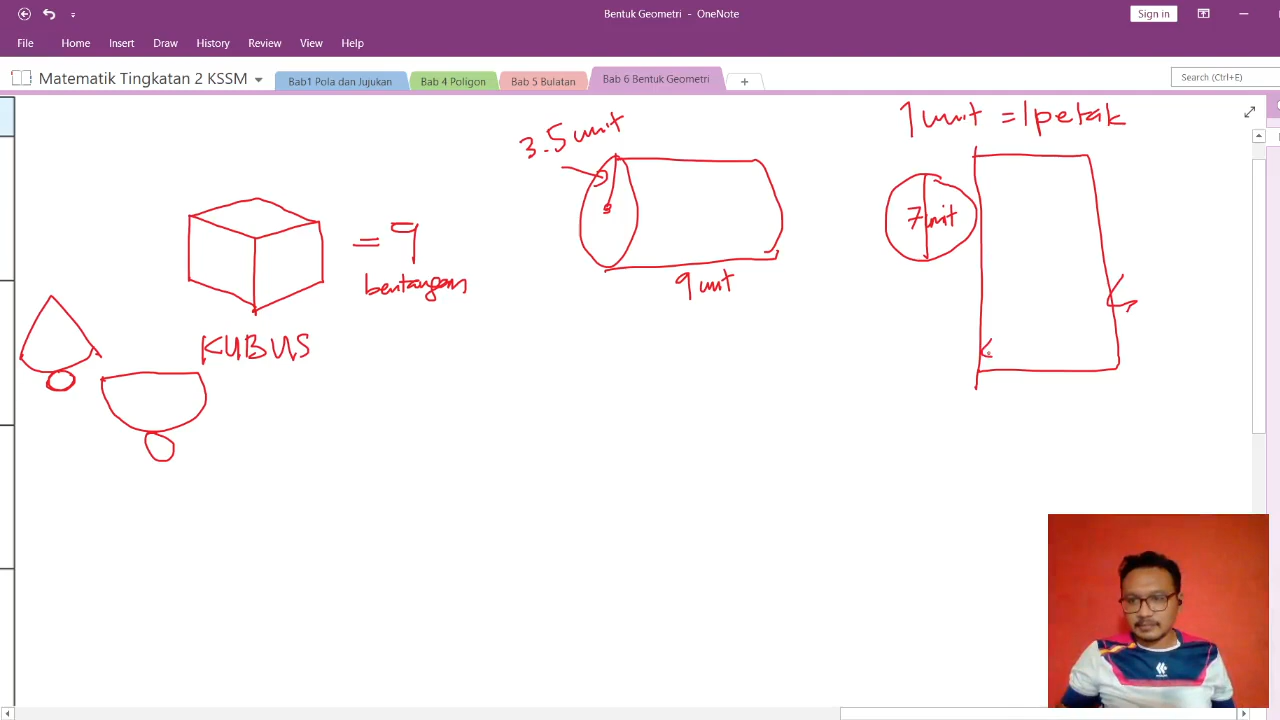 Bentuk Geometri - OneNote
Sign in
File Home Insert Draw History Review View Help
Matematik Tingkatan 2 KSSM
Bab1 Pola dan Jujukan
Bab 4 Poligon
Bab 5 Bulatan
Bab 6 Bentuk Geometri
Search (Ctrl+E)
3.5 unit
1 unit = 1 petak
= 9
bentangan
KUBUS
9 unit
7 unit